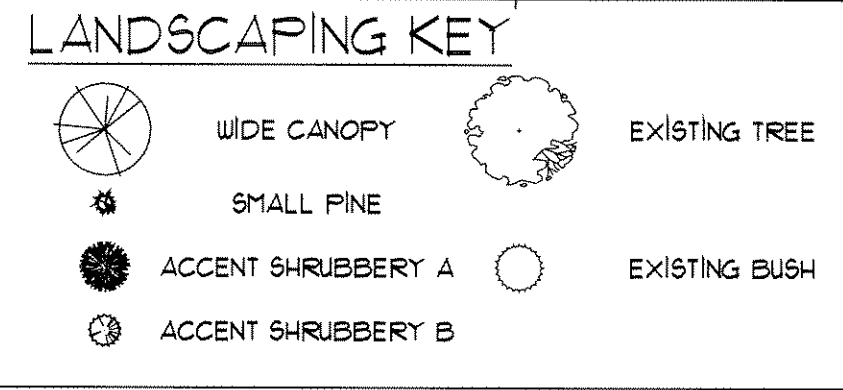 LANDSCAPING KEY
WIDE CANOPY
EXISTING TREE
SMALL PINE
ACCENT SHRUBBERY A
EXISTING BUSH
ACCENT SHRUBBERY B